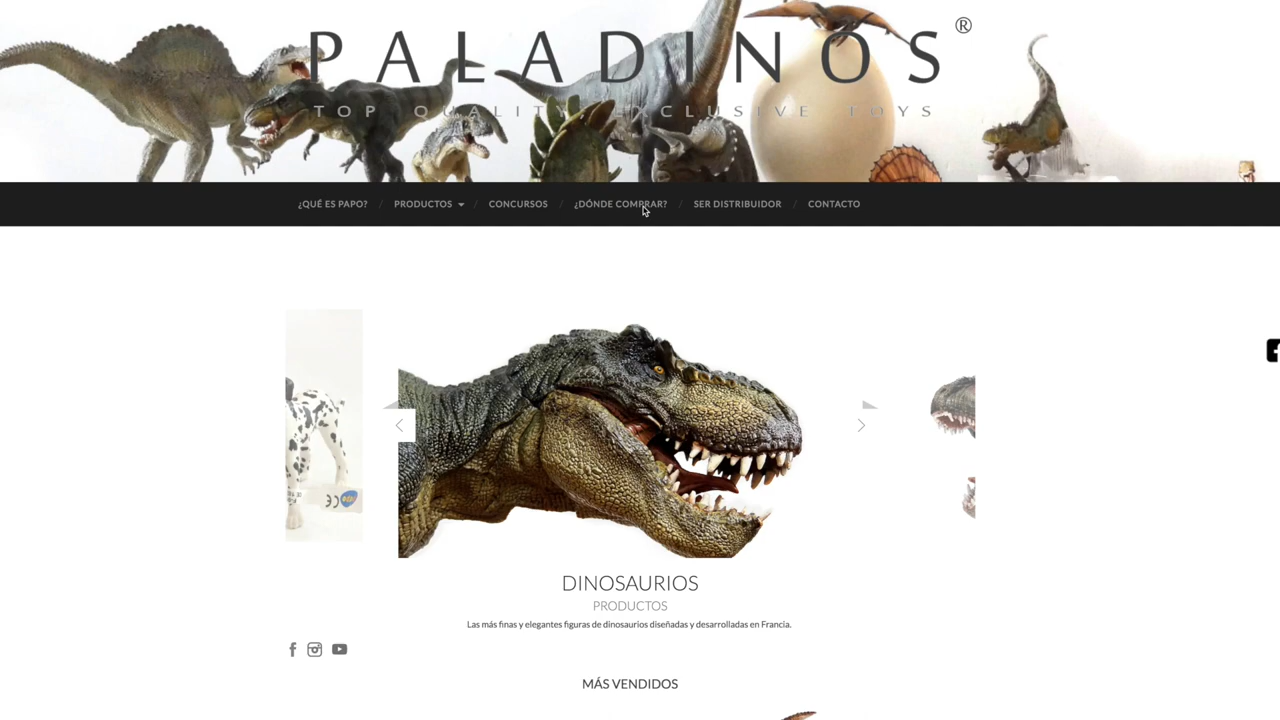 PALADINOS®
TOP QUALITY, EXCLUSIVE TOYS
¿QUÉ ES PAPO? / PRODUCTOS / CONCURSOS / ¿DÓNDE COMPRAR? / SER DISTRIBUIDOR / CONTACTO
CE
DINOSAURIOS
PRODUCTOS
Las más finas y elegantes figuras de dinosaurios diseñadas y desarrolladas en Francia.
MÁS VENDIDOS